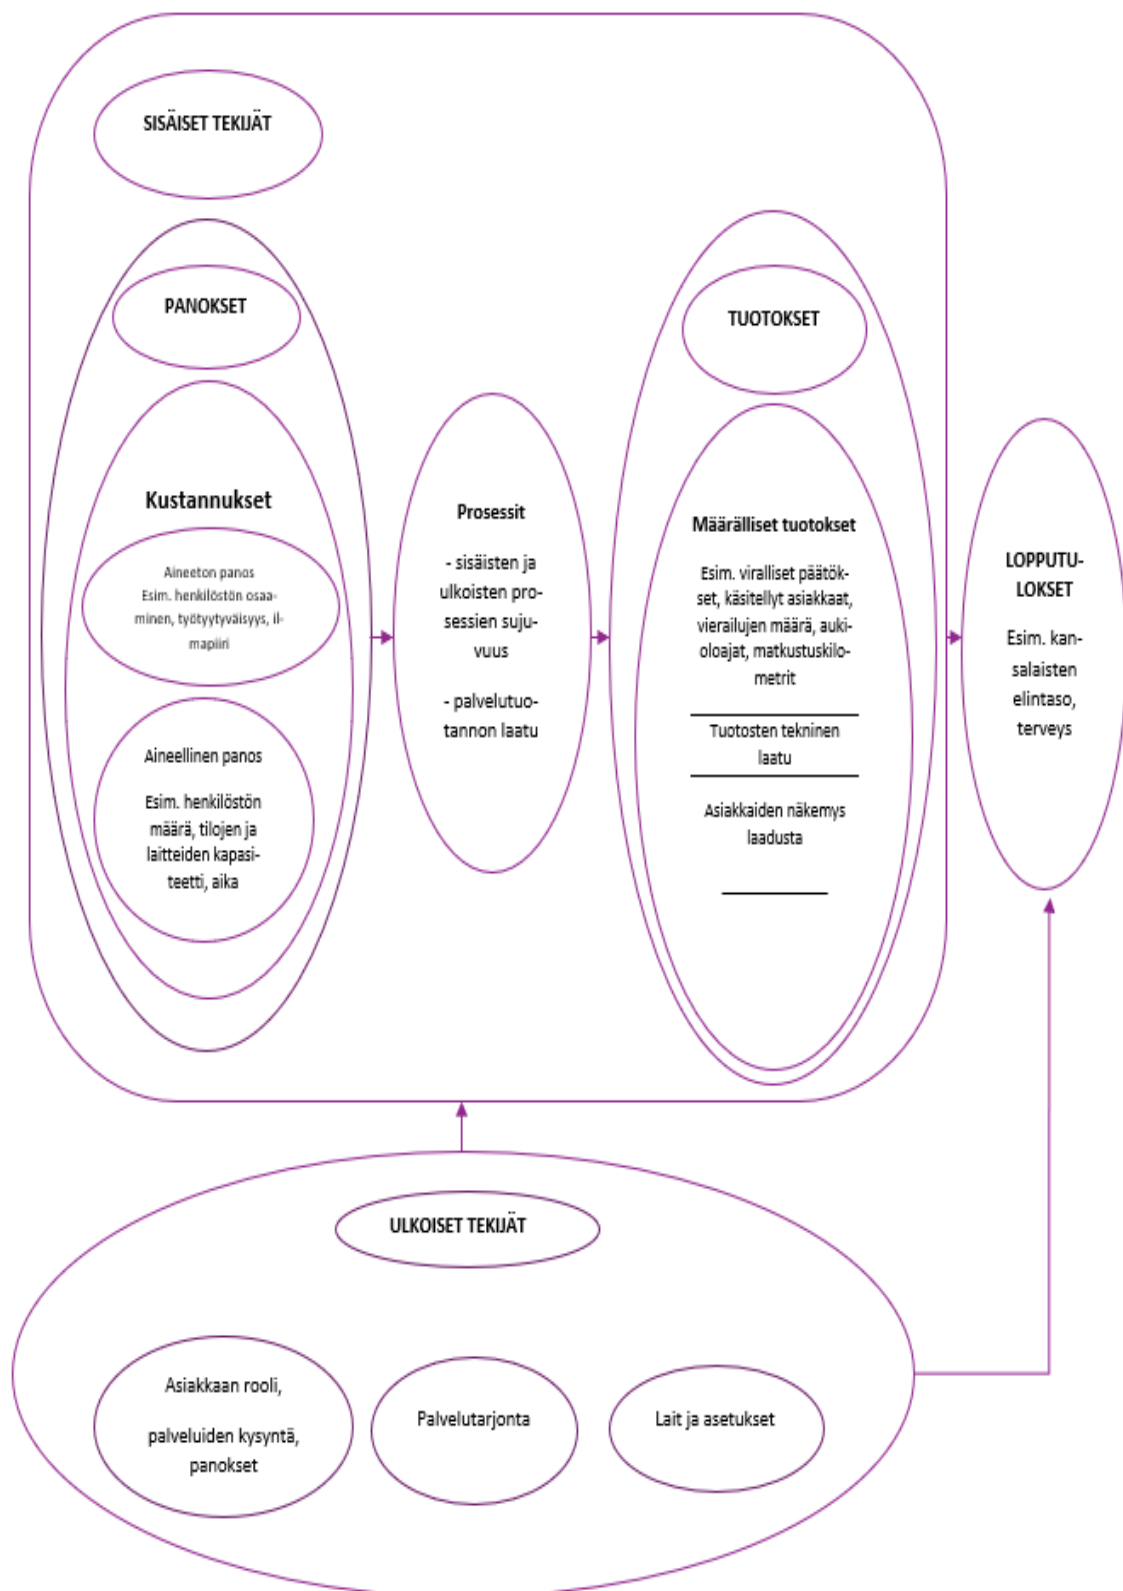 SISÄISET TEKIJÄT
PANOKSET
Kustannukset
Aineeton panos
Esim. henkilöstön osaa-
minen, työtyytyväisyys, il-
mapiiri
Aineellinen panos
Esim. henkilöstön
määrä, tilojen ja
laitteiden kapasi-
teetti, aika
Prosessit
- sisäisten ja
ulkoisten pro-
sessien suju-
vuus
- palvelutuo-
tannon laatu
TUOTOKSET
Määrälliset tuotokset
Esim. viralliset päätök-
set, käsitellyt asiakkaat,
vierailujen määrä, auki-
oloajat, matkustuskilo-
metrit
Tuotosten tekninen
laatu
Asiakkaiden näkemys
laadusta
LOPPUTU-
LOKSET
Esim. kan-
salaisten
elintaso,
terveys
ULKOISET TEKIJÄT
Asiakkaan rooli,
palveluiden kysyntä,
panokset
Palvelutarjonta
Lait ja asetukset